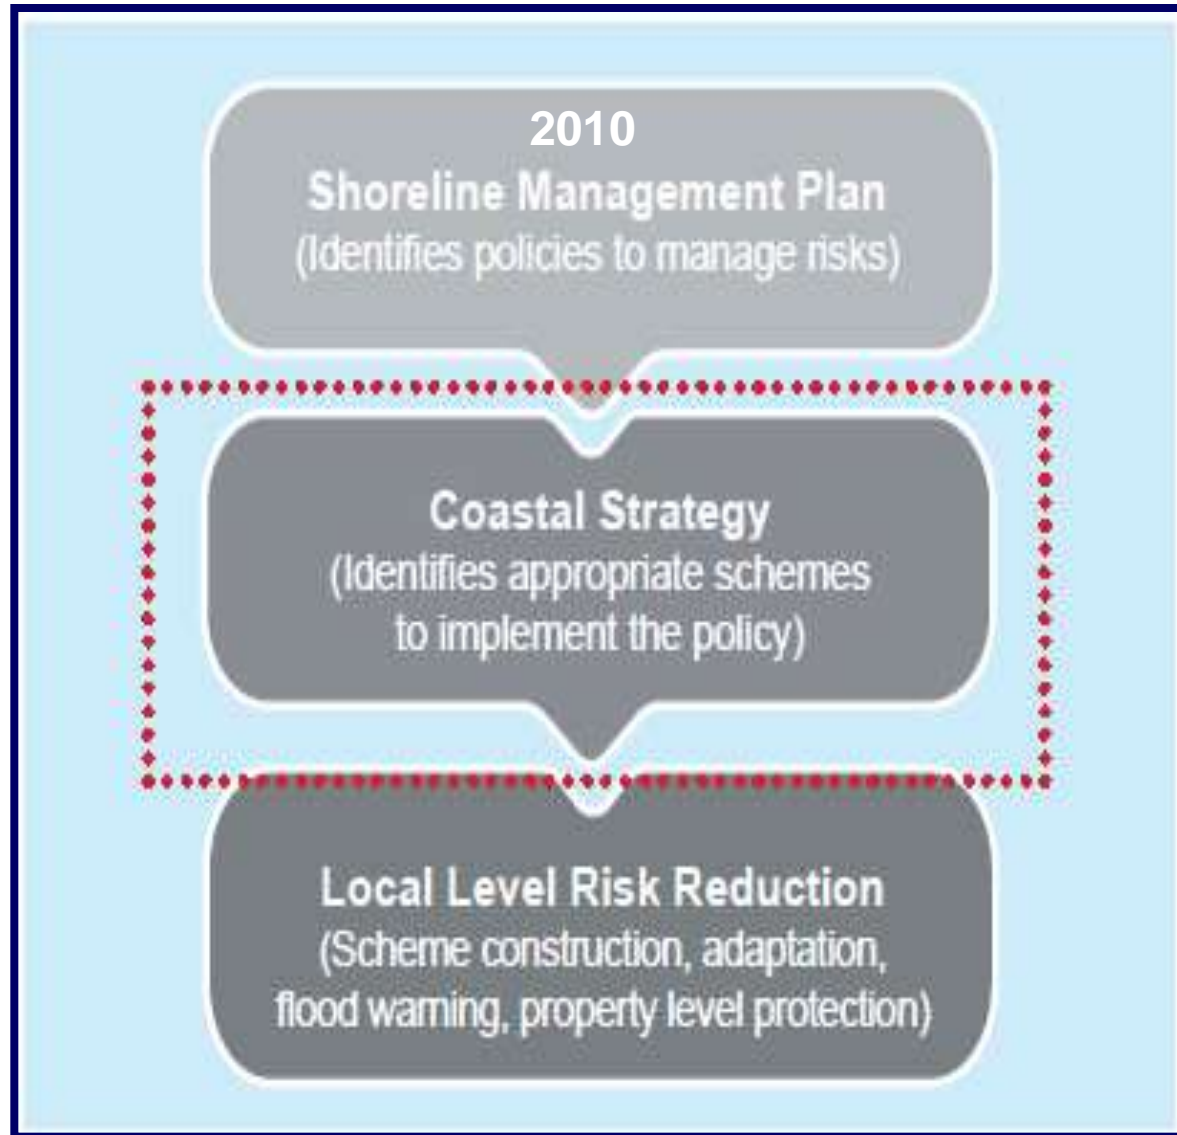 2010
Shoreline Management Plan
(Identifies policies to manage risks)
Coastal Strategy
(Identifies appropriate schemes
to implement the policy)
Local Level Risk Reduction
(Scheme construction, adaptation,
flood warning, property level protection)